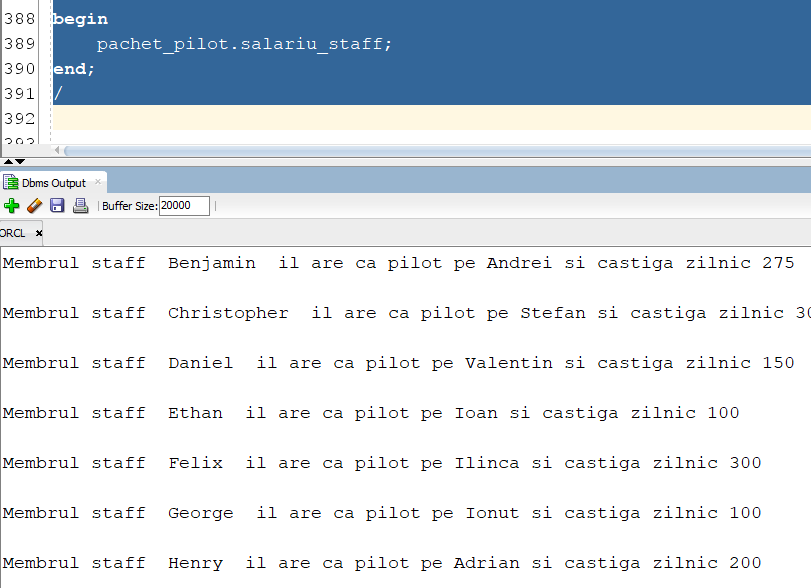 388 begin
389 pachet_pilot.salariu_staff;
390 end;
391 /
392
Dbms Output ×
Buffer Size: 20000
ORCL ×
Membrul staff Benjamin il are ca pilot pe Andrei si castiga zilnic 275
Membrul staff Christopher il are ca pilot pe Stefan si castiga zilnic
Membrul staff Daniel il are ca pilot pe Valentin si castiga zilnic 150
Membrul staff Ethan il are ca pilot pe Ioan si castiga zilnic 100
Membrul staff Felix il are ca pilot pe Ilinca si castiga zilnic 300
Membrul staff George il are ca pilot pe Ionut si castiga zilnic 100
Membrul staff Henry il are ca pilot pe Adrian si castiga zilnic 200